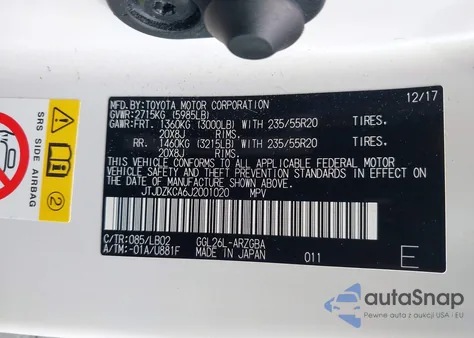 12/17
MFD.BY:TOYOTA MOTOR CORPORATION
GVWR:2715KG (5985LB)
GAWR:FRT. 1360KG (3000LB) WITH 235/55R20 TIRES.
20X8J RIMS.
RR. 1460KG (3215LB) WITH 235/55R20 TIRES.
20X8J RIMS.
THIS VEHICLE CONFORMS TO ALL APPLICABLE FEDERAL MOTOR
VEHICLE SAFETY AND THEFT PREVENTION STANDARDS IN EFFECT
ON THE DATE OF MANUFACTURE SHOWN ABOVE.
JTJDZKCA6J2001020 MPV
C/TR:085/LB02 GGL26L-ARZGBA
A/TM:-01A/U881F MADE IN JAPAN 011 E
SRS SIDE AIRBAG
2
autoSnap
Pewne auta z aukcji USA i EU